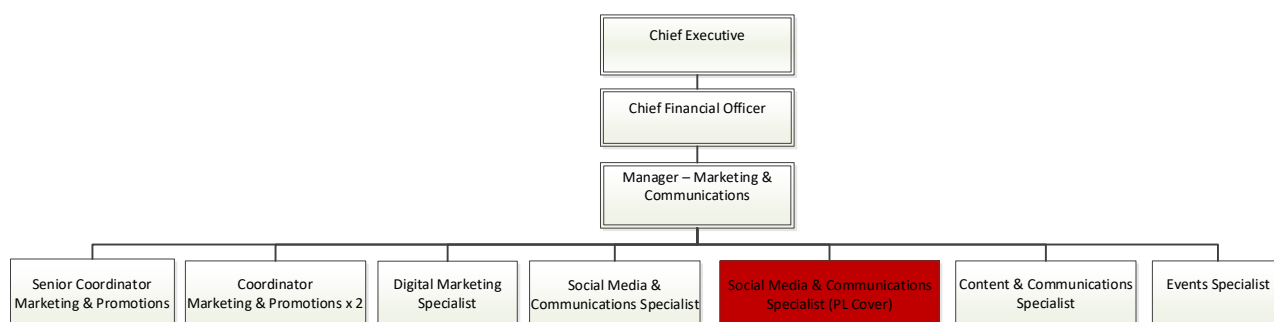 Chief Executive
Chief Financial Officer
Manager – Marketing &
Communications
Senior Coordinator
Marketing & Promotions
Coordinator
Marketing & Promotions x 2
Digital Marketing
Specialist
Social Media &
Communications Specialist
Social Media & Communications
Specialist (PL Cover)
Content & Communications
Specialist
Events Specialist